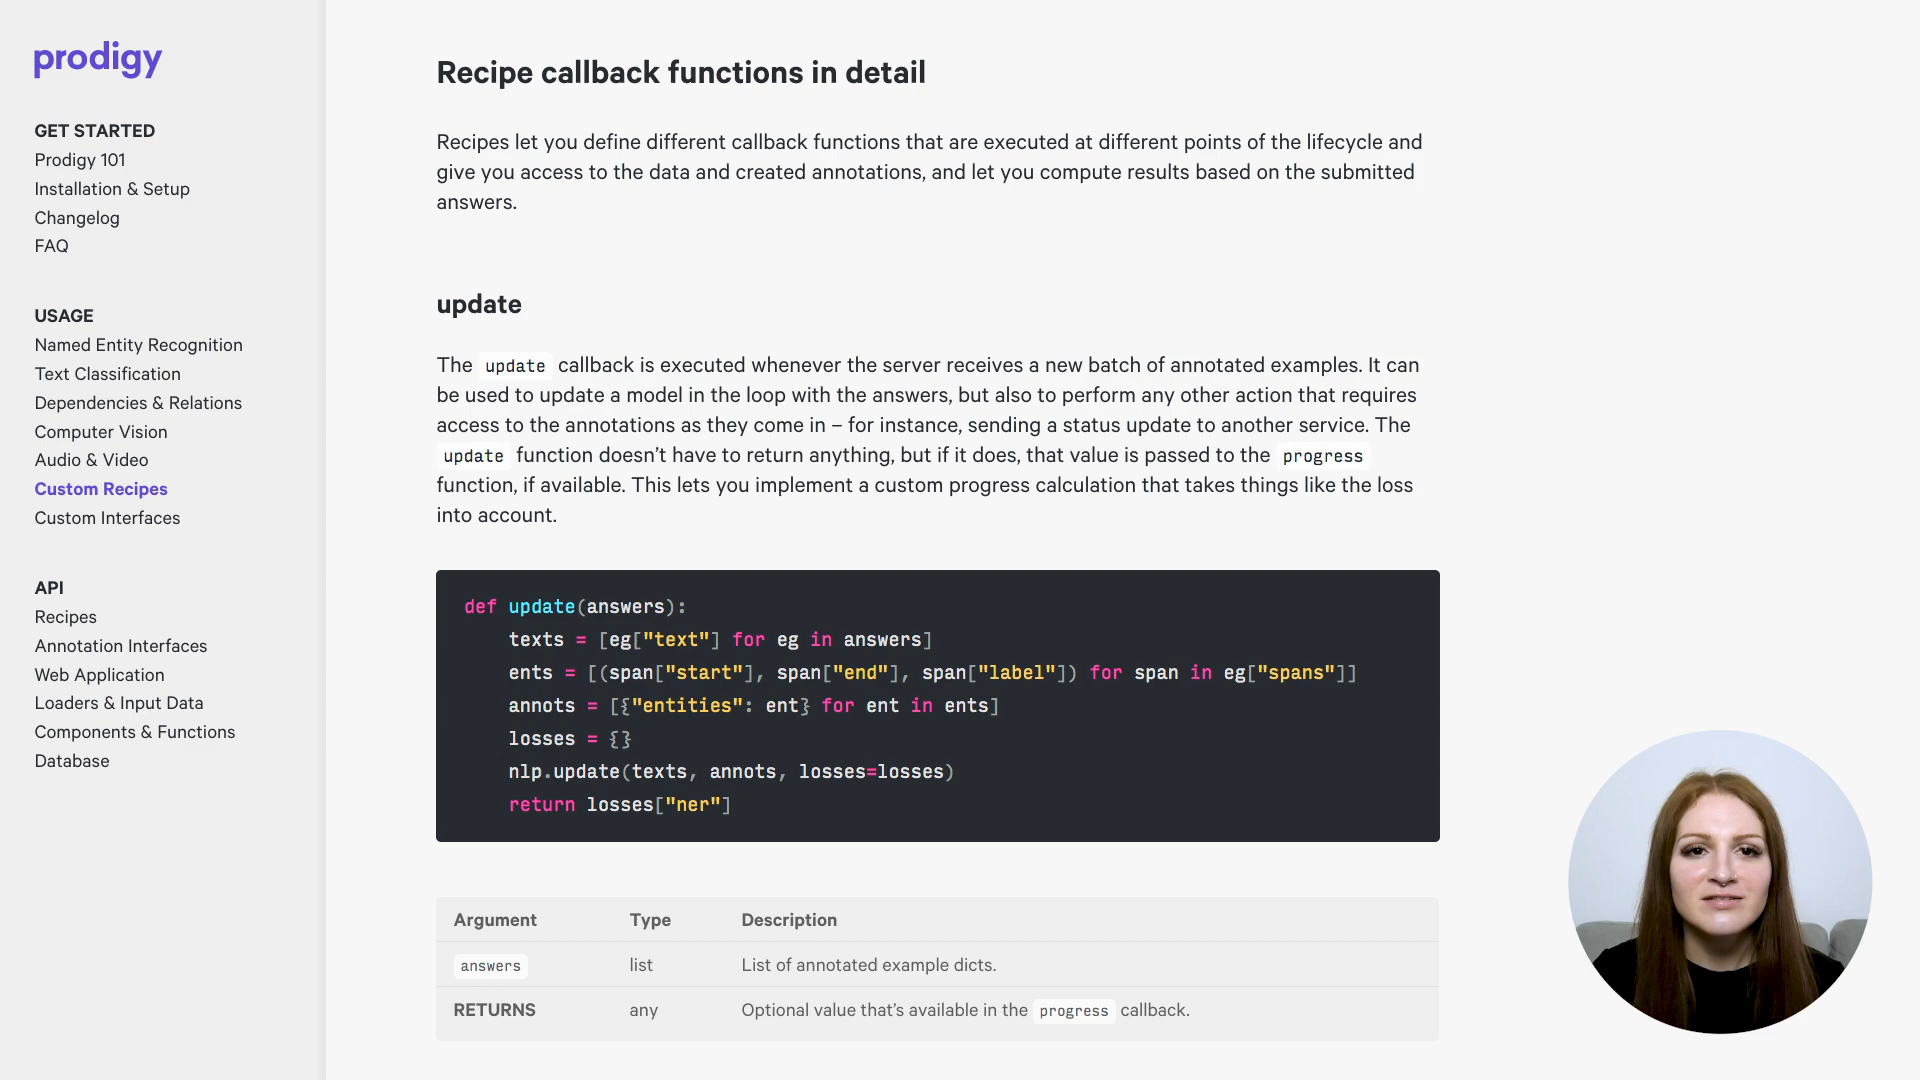 prodigy
GET STARTED
Prodigy 101
Installation & Setup
Changelog
FAQ
USAGE
Named Entity Recognition
Text Classification
Dependencies & Relations
Computer Vision
Audio & Video
Custom Recipes
Custom Interfaces
API
Recipes
Annotation Interfaces
Web Application
Loaders & Input Data
Components & Functions
Database
Recipe callback functions in detail
Recipes let you define different callback functions that are executed at different points of the lifecycle and
give you access to the data and created annotations, and let you compute results based on the submitted
answers.
update
The update callback is executed whenever the server receives a new batch of annotated examples. It can
be used to update a model in the loop with the answers, but also to perform any other action that requires
access to the annotations as they come in – for instance, sending a status update to another service. The
update function doesn’t have to return anything, but if it does, that value is passed to the progress
function, if available. This lets you implement a custom progress calculation that takes things like the loss
into account.
def update(answers):
    texts = [eg["text"] for eg in answers]
    ents = [(span["start"], span["end"], span["label"]) for span in eg["spans"]]
    annots = [{"entities": ent} for ent in ents]
    losses = {}
    nlp.update(texts, annots, losses=losses)
    return losses["ner"]
Argument Type Description
answers list List of annotated example dicts.
RETURNS any Optional value that’s available in the progress callback.